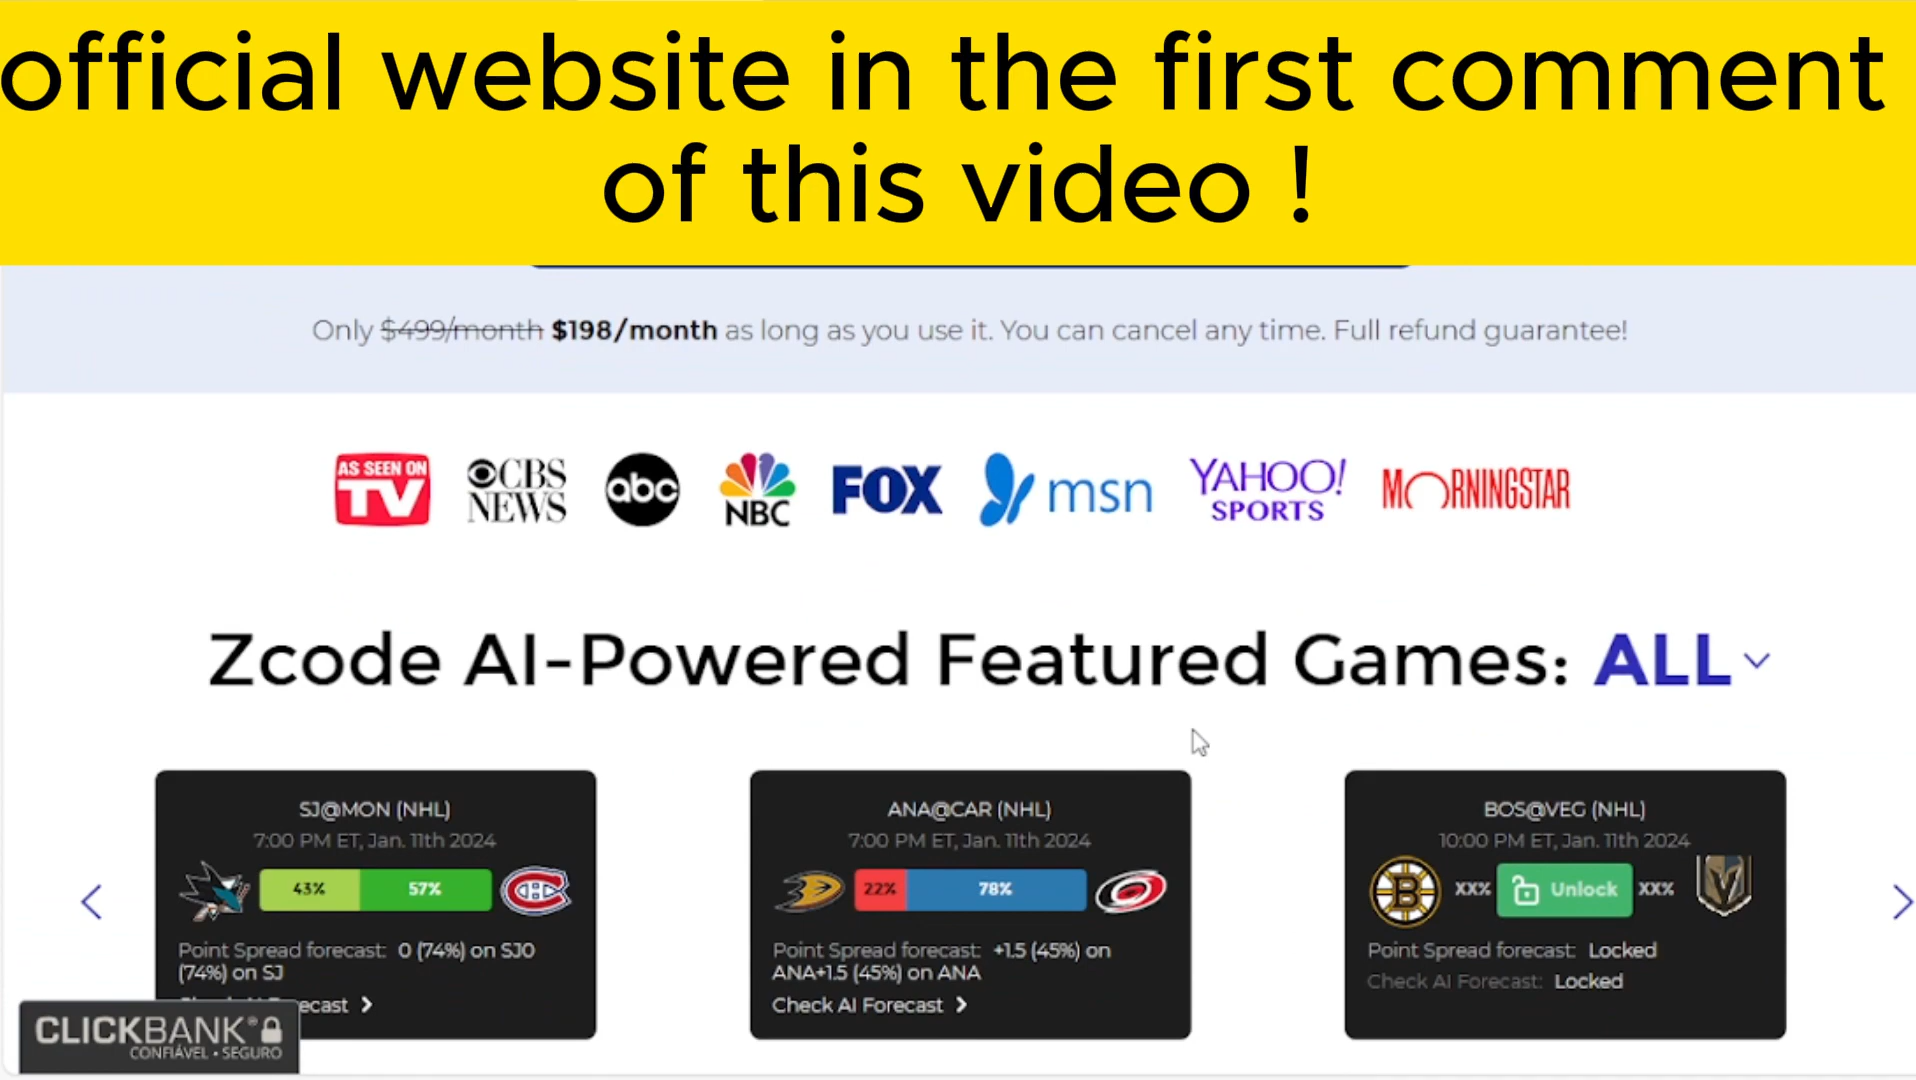 official website in the first comment
of this video !
Only $499/month $198/month as long as you use it. You can cancel any time. Full refund guarantee!
AS SEEN ON
TV
CBS
NEWS
abc
NBC
FOX
msn
YAHOO!
SPORTS
MORNINGSTAR
Zcode AI-Powered Featured Games: ALL
SJ@MON (NHL)
7:00 PM ET, Jan. 11th 2024
43% 57%
Point Spread forecast: 0 (74%) on SJ0
(74%) on SJ
ecast
ANA@CAR (NHL)
7:00 PM ET, Jan. 11th 2024
22% 78%
Point Spread forecast: +1.5 (45%) on
ANA+1.5 (45%) on ANA
Check AI Forecast
BOS@VEG (NHL)
10:00 PM ET, Jan. 11th 2024
B XX% Unlock XX%
Point Spread forecast: Locked
Check AI Forecast: Locked
CLICKBANK®
CONFIÁVEL • SEGURO